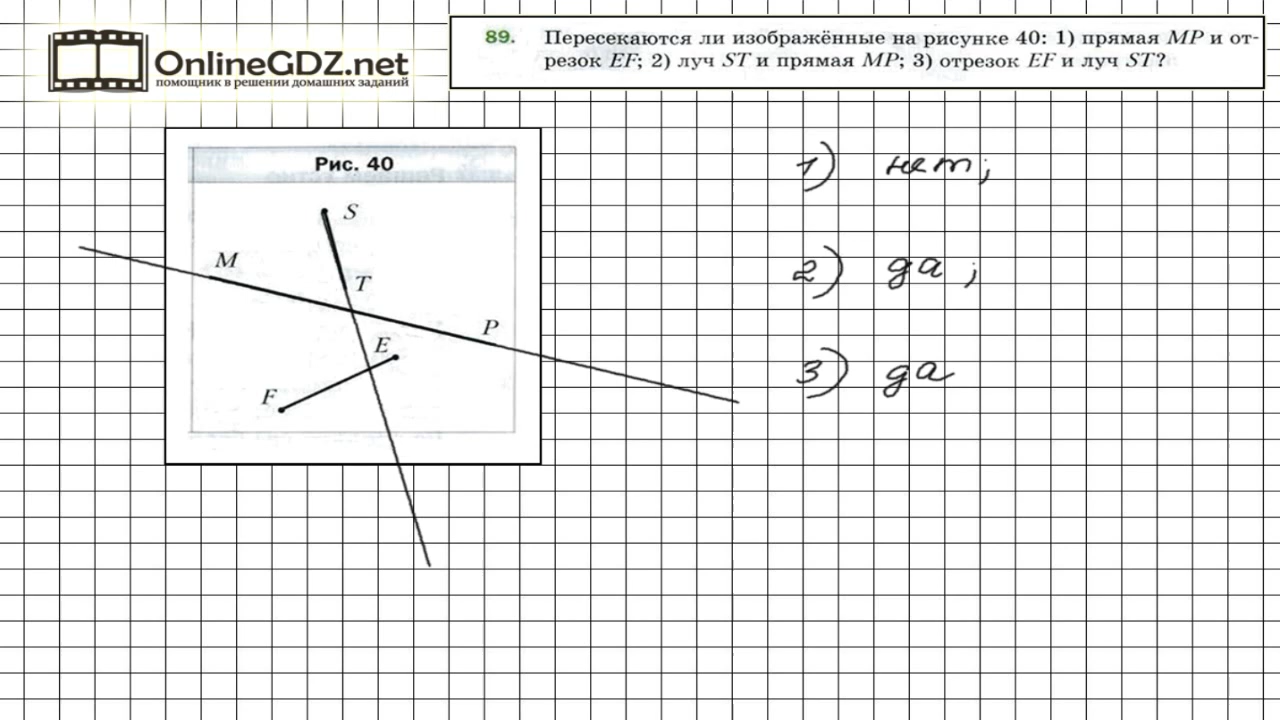 OnlineGDZ.net
помощник в решении домашних заданий
89. Пересекаются ли изображённые на рисунке 40: 1) прямая MP и от-
резок EF; 2) луч ST и прямая MP; 3) отрезок EF и луч ST?
Рис. 40
S
M
T
P
E
F
1) нет;
2) да;
3) да